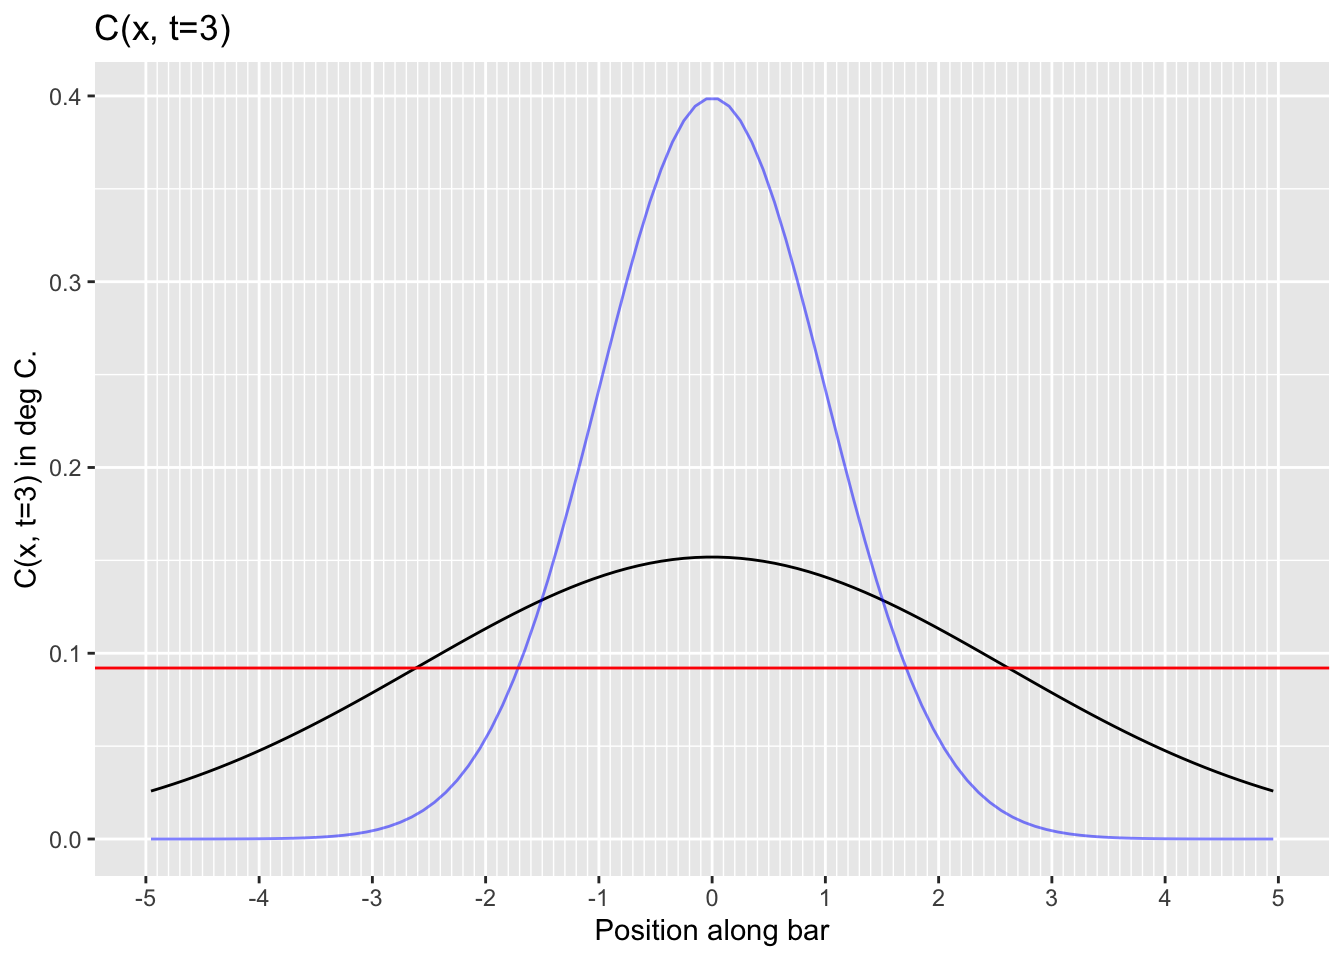 C(x, t=3)
C(x, t=3) in deg C.
0.4
0.3
0.2
0.1
0.0
-5 -4 -3 -2 -1 0 1 2 3 4 5
Position along bar